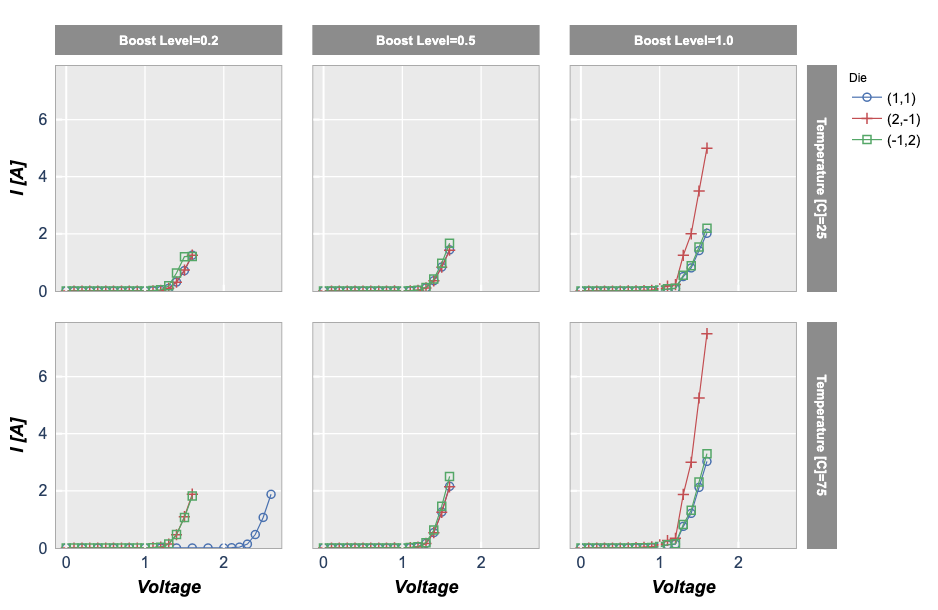 Boost Level=0.2
Boost Level=0.5
Boost Level=1.0
Die
(1,1)
(2,-1)
(-1,2)
Temperature [C]=25
I [A]
6
4
2
0
Temperature [C]=75
I [A]
6
4
2
0
0 1 2
0 1 2
0 1 2
Voltage
Voltage
Voltage